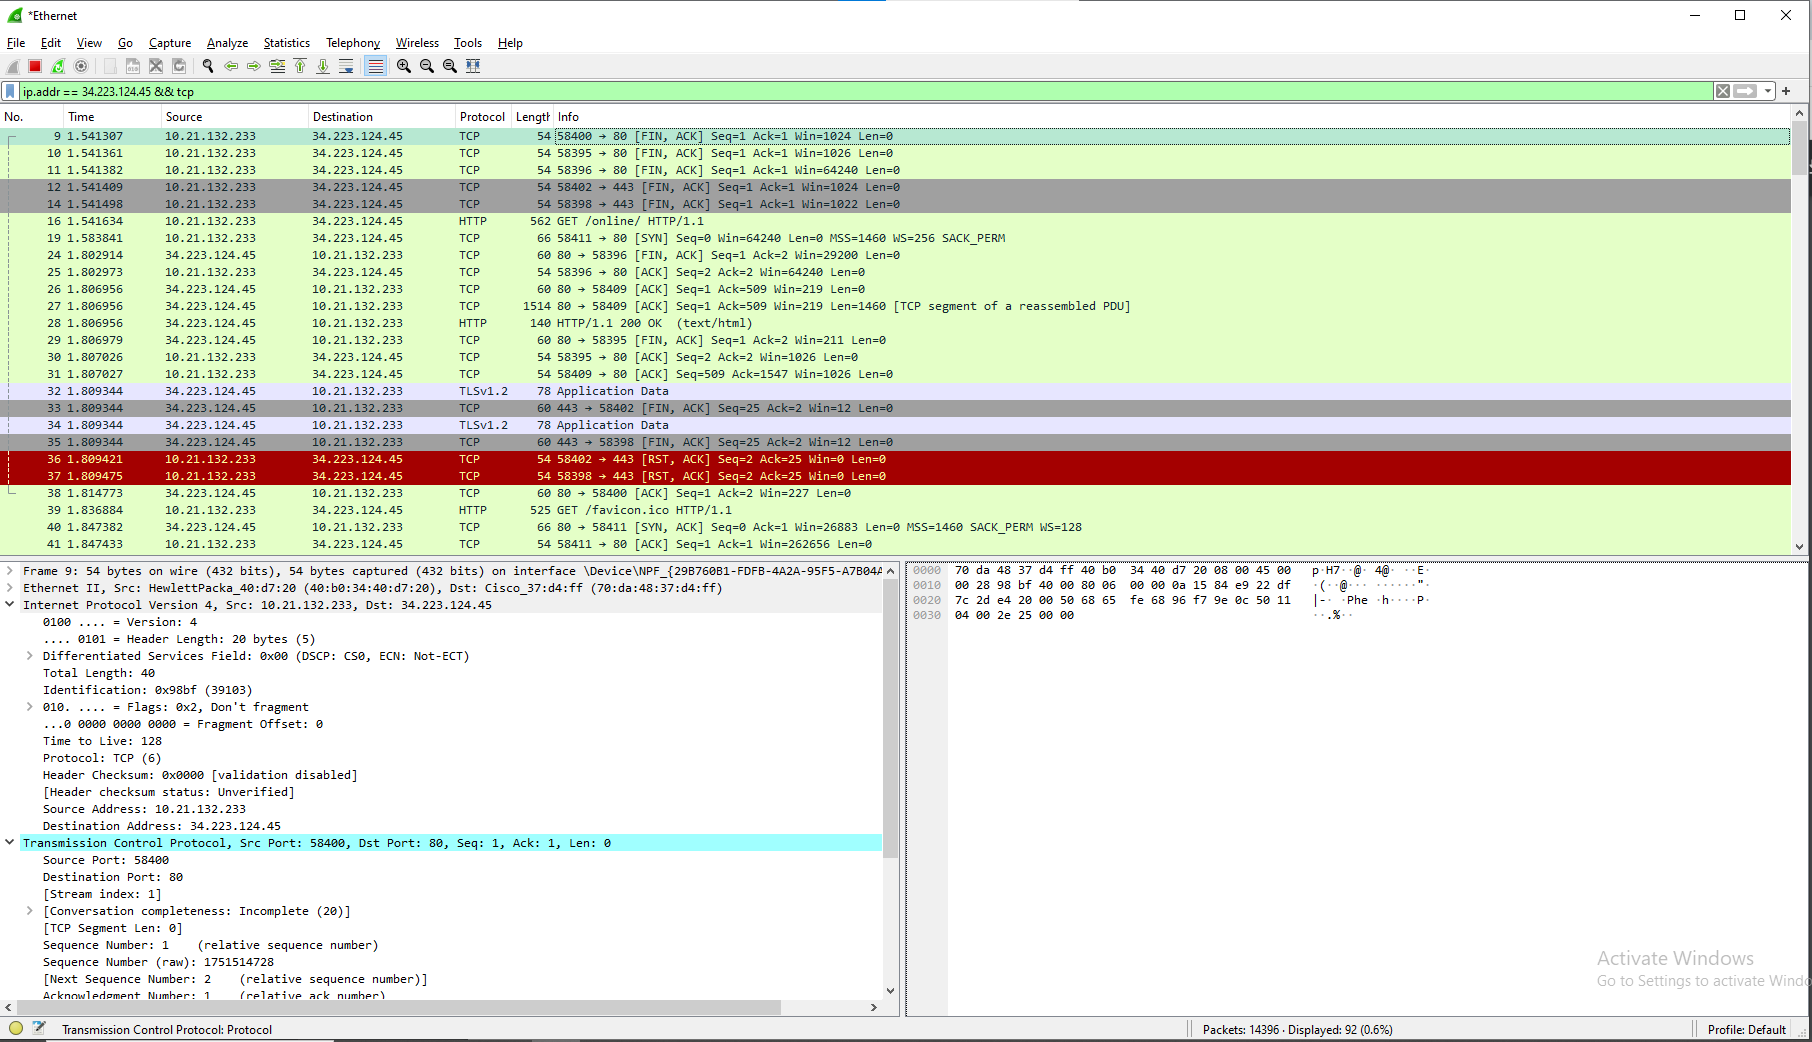 *Ethernet
File Edit View Go Capture Analyze Statistics Telephony Wireless Tools Help
ip.addr == 34.223.124.45 && tcp
No. Time Source Destination Protocol Length Info
9 1.541307 10.21.132.233 34.223.124.45 TCP 54 58400 → 80 [FIN, ACK] Seq=1 Ack=1 Win=1024 Len=0
10 1.541361 10.21.132.233 34.223.124.45 TCP 54 58395 → 80 [FIN, ACK] Seq=1 Ack=1 Win=1026 Len=0
11 1.541382 10.21.132.233 34.223.124.45 TCP 54 58396 → 80 [FIN, ACK] Seq=1 Ack=1 Win=64240 Len=0
12 1.541409 10.21.132.233 34.223.124.45 TCP 54 58402 → 443 [FIN, ACK] Seq=1 Ack=1 Win=1024 Len=0
14 1.541498 10.21.132.233 34.223.124.45 TCP 54 58398 → 443 [FIN, ACK] Seq=1 Ack=1 Win=1022 Len=0
16 1.541634 10.21.132.233 34.223.124.45 HTTP 562 GET /online/ HTTP/1.1
19 1.583841 10.21.132.233 34.223.124.45 TCP 66 58411 → 80 [SYN] Seq=0 Win=64240 Len=0 MSS=1460 WS=256 SACK_PERM
24 1.802914 34.223.124.45 10.21.132.233 TCP 60 80 → 58396 [FIN, ACK] Seq=1 Ack=2 Win=29200 Len=0
25 1.802973 10.21.132.233 34.223.124.45 TCP 54 58396 → 80 [ACK] Seq=2 Ack=2 Win=64240 Len=0
26 1.806956 34.223.124.45 10.21.132.233 TCP 60 80 → 58409 [ACK] Seq=1 Ack=509 Win=219 Len=0
27 1.806956 34.223.124.45 10.21.132.233 TCP 1514 80 → 58409 [ACK] Seq=1 Ack=509 Win=219 Len=1460 [TCP segment of a reassembled PDU]
28 1.806956 34.223.124.45 10.21.132.233 HTTP 140 HTTP/1.1 200 OK (text/html)
29 1.806979 34.223.124.45 10.21.132.233 TCP 60 80 → 58395 [FIN, ACK] Seq=1 Ack=2 Win=211 Len=0
30 1.807026 10.21.132.233 34.223.124.45 TCP 54 58395 → 80 [ACK] Seq=2 Ack=2 Win=1026 Len=0
31 1.807027 10.21.132.233 34.223.124.45 TCP 54 58409 → 80 [ACK] Seq=509 Ack=1547 Win=1026 Len=0
32 1.809344 34.223.124.45 10.21.132.233 TLSv1.2 78 Application Data
33 1.809344 34.223.124.45 10.21.132.233 TCP 60 443 → 58402 [FIN, ACK] Seq=25 Ack=2 Win=12 Len=0
34 1.809344 34.223.124.45 10.21.132.233 TLSv1.2 78 Application Data
35 1.809344 34.223.124.45 10.21.132.233 TCP 60 443 → 58398 [FIN, ACK] Seq=25 Ack=2 Win=12 Len=0
36 1.809421 10.21.132.233 34.223.124.45 TCP 54 58402 → 443 [RST, ACK] Seq=2 Ack=25 Win=0 Len=0
37 1.809475 10.21.132.233 34.223.124.45 TCP 54 58398 → 443 [RST, ACK] Seq=2 Ack=25 Win=0 Len=0
38 1.814773 34.223.124.45 10.21.132.233 TCP 60 80 → 58400 [ACK] Seq=1 Ack=2 Win=227 Len=0
39 1.836884 10.21.132.233 34.223.124.45 HTTP 525 GET /favicon.ico HTTP/1.1
40 1.847382 34.223.124.45 10.21.132.233 TCP 66 80 → 58411 [SYN, ACK] Seq=0 Ack=1 Win=26883 Len=0 MSS=1460 SACK_PERM WS=128
41 1.847433 10.21.132.233 34.223.124.45 TCP 54 58411 → 80 [ACK] Seq=1 Ack=1 Win=262656 Len=0
Frame 9: 54 bytes on wire (432 bits), 54 bytes captured (432 bits) on interface \Device\NPF_{29B760B1-FDFB-4A2A-95F5-A7B04A
Ethernet II, Src: HewlettPacka_40:d7:20 (40:b0:34:40:d7:20), Dst: Cisco_37:d4:ff (70:da:48:37:d4:ff)
Internet Protocol Version 4, Src: 10.21.132.233, Dst: 34.223.124.45
0100 .... = Version: 4
.... 0101 = Header Length: 20 bytes (5)
Differentiated Services Field: 0x00 (DSCP: CS0, ECN: Not-ECT)
Total Length: 40
Identification: 0x98bf (39103)
010. .... = Flags: 0x2, Don't fragment
...0 0000 0000 0000 = Fragment Offset: 0
Time to Live: 128
Protocol: TCP (6)
Header Checksum: 0x0000 [validation disabled]
[Header checksum status: Unverified]
Source Address: 10.21.132.233
Destination Address: 34.223.124.45
Transmission Control Protocol, Src Port: 58400, Dst Port: 80, Seq: 1, Ack: 1, Len: 0
Source Port: 58400
Destination Port: 80
[Stream index: 1]
[Conversation completeness: Incomplete (20)]
[TCP Segment Len: 0]
Sequence Number: 1 (relative sequence number)
Sequence Number (raw): 1751514728
[Next Sequence Number: 2 (relative sequence number)]
Acknowledgment Number: 1 (relative ack number)
0000 70 da 48 37 d4 ff 40 b0 34 40 d7 20 08 00 45 00 p·H7··@· 4@· ··E·
0010 00 28 98 bf 40 00 80 06 00 00 0a 15 84 e9 22 df ·(··@··· ······"·
0020 7c 2d e4 20 00 50 68 65 fe 68 96 f7 9e 0c 50 11 |-· ·Phe ·h····P·
0030 04 00 2e 25 00 00 ··.%··
Activate Windows
Go to Settings to activate Windo
Transmission Control Protocol: Protocol
Packets: 14396 · Displayed: 92 (0.6%)
Profile: Default